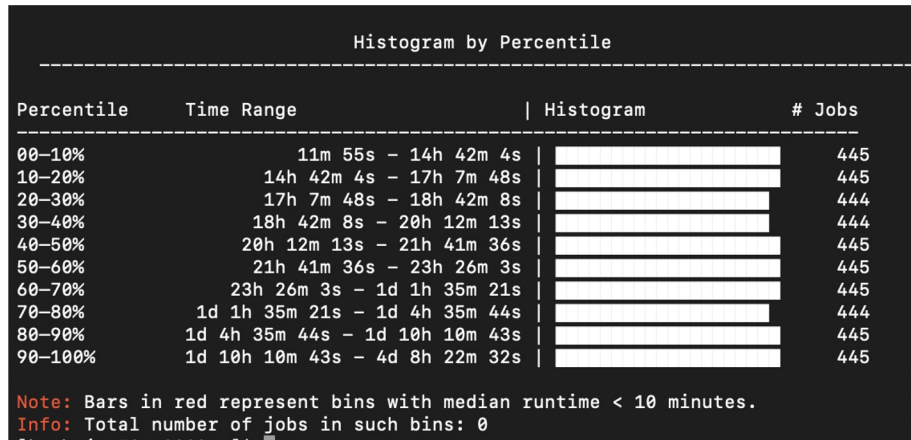 Histogram by Percentile
Percentile Time Range | Histogram # Jobs
00—10% 11m 55s – 14h 42m 4s | 445
10—20% 14h 42m 4s – 17h 7m 48s | 445
20—30% 17h 7m 48s – 18h 42m 8s | 444
30—40% 18h 42m 8s – 20h 12m 13s | 444
40—50% 20h 12m 13s – 21h 41m 36s | 445
50—60% 21h 41m 36s – 23h 26m 3s | 445
60—70% 23h 26m 3s – 1d 1h 35m 21s | 445
70—80% 1d 1h 35m 21s – 1d 4h 35m 44s | 444
80—90% 1d 4h 35m 44s – 1d 10h 10m 43s | 445
90—100% 1d 10h 10m 43s – 4d 8h 22m 32s | 445
Note: Bars in red represent bins with median runtime < 10 minutes.
Info: Total number of jobs in such bins: 0